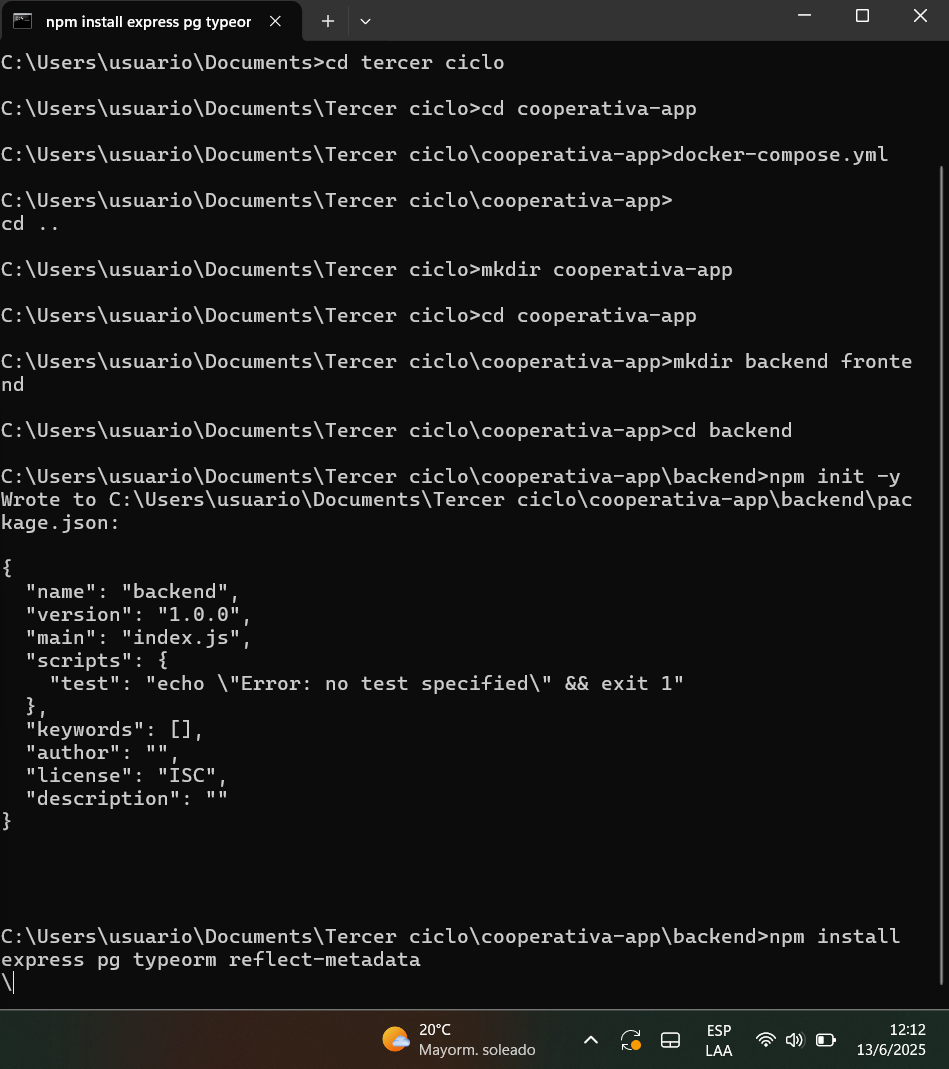 npm install express pg typeor
C:\Users\usuario\Documents>cd tercer ciclo
C:\Users\usuario\Documents\Tercer ciclo>cd cooperativa-app
C:\Users\usuario\Documents\Tercer ciclo\cooperativa-app>docker-compose.yml
C:\Users\usuario\Documents\Tercer ciclo\cooperativa-app>
cd ..
C:\Users\usuario\Documents\Tercer ciclo>mkdir cooperativa-app
C:\Users\usuario\Documents\Tercer ciclo>cd cooperativa-app
C:\Users\usuario\Documents\Tercer ciclo\cooperativa-app>mkdir backend fronte
nd
C:\Users\usuario\Documents\Tercer ciclo\cooperativa-app>cd backend
C:\Users\usuario\Documents\Tercer ciclo\cooperativa-app\backend>npm init -y
Wrote to C:\Users\usuario\Documents\Tercer ciclo\cooperativa-app\backend\pac
kage.json:
{
  "name": "backend",
  "version": "1.0.0",
  "main": "index.js",
  "scripts": {
    "test": "echo \"Error: no test specified\" && exit 1"
  },
  "keywords": [],
  "author": "",
  "license": "ISC",
  "description": ""
}
C:\Users\usuario\Documents\Tercer ciclo\cooperativa-app\backend>npm install
express pg typeorm reflect-metadata
\
20°C
Mayorm. soleado
ESP
LAA
12:12
13/6/2025